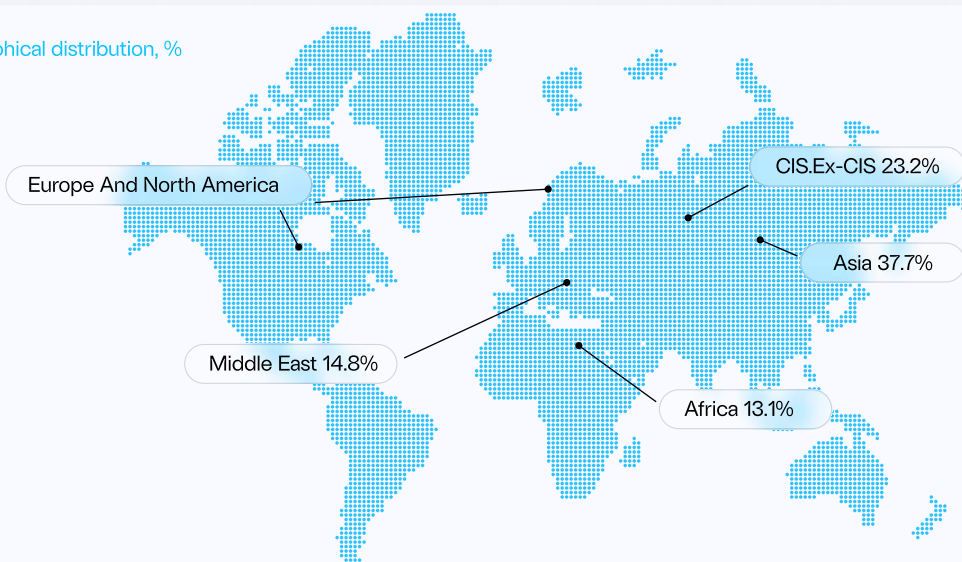 phical distribution, %
CIS.Ex-CIS 23.2%
Europe And North America
Asia 37.7%
Middle East 14.8%
Africa 13.1%